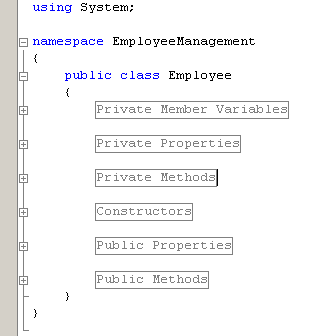 using System;
namespace EmployeeManagement
{
public class Employee
{
Private Member Variables
Private Properties
Private Methods
Constructors
Public Properties
Public Methods
}
}